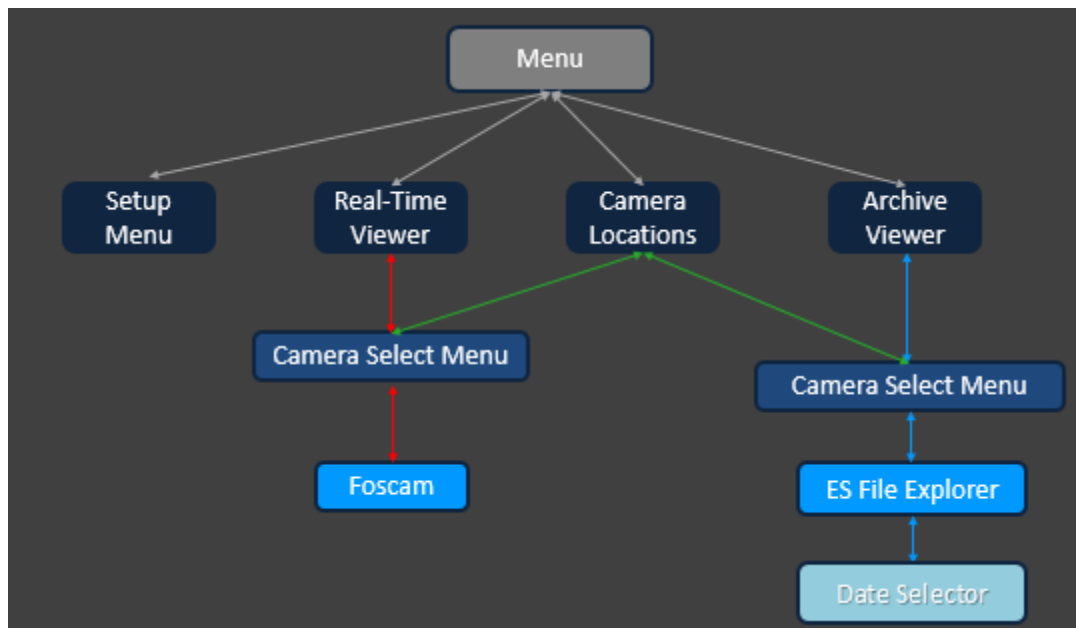 Menu
Setup
Menu
Real-Time
Viewer
Camera
Locations
Archive
Viewer
Camera Select Menu
Camera Select Menu
Foscam
ES File Explorer
Date Selector